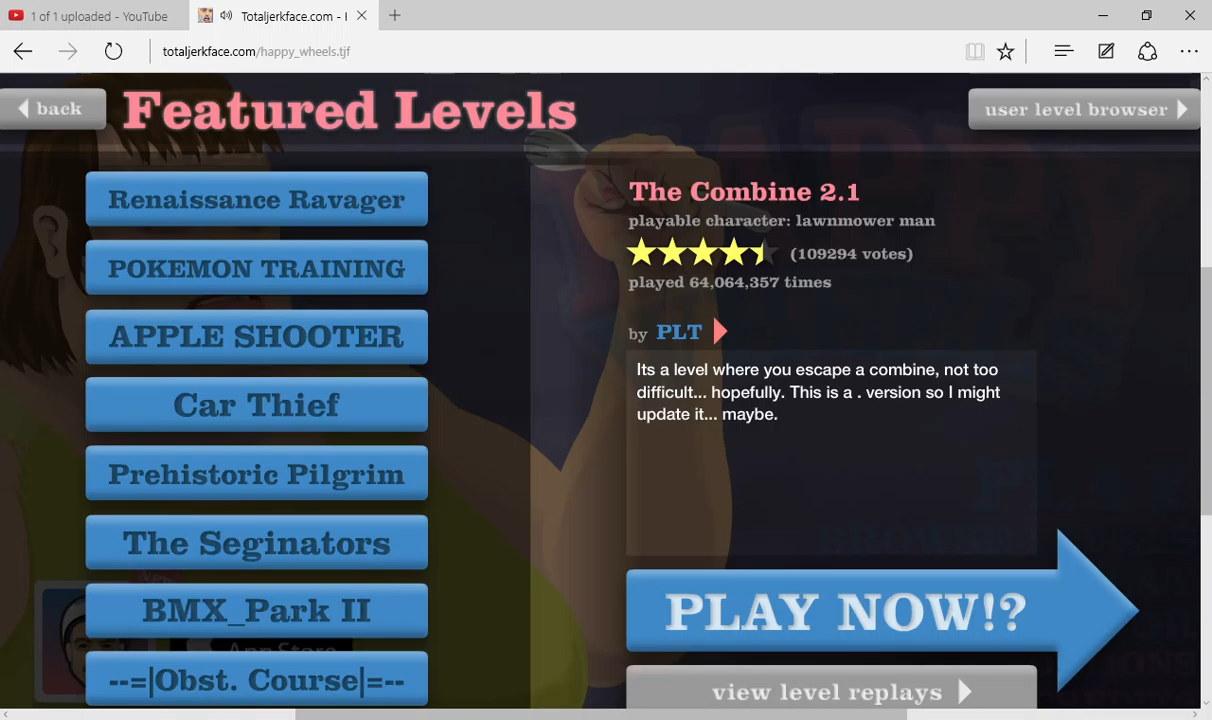 1 of 1 uploaded - YouTube
Totaljerkface.com - I
totaljerkface.com/happy_wheels.tjf
back
Featured Levels
user level browser
Renaissance Ravager
POKEMON TRAINING
APPLE SHOOTER
Car Thief
Prehistoric Pilgrim
The Seginators
BMX_Park II
--=|Obst. Course|=--
The Combine 2.1
playable character: lawnmower man
(109294 votes)
played 64,064,357 times
by PLT
Its a level where you escape a combine, not too
difficult... hopefully. This is a . version so I might
update it... maybe.
PLAY NOW!?
view level replays
App Store